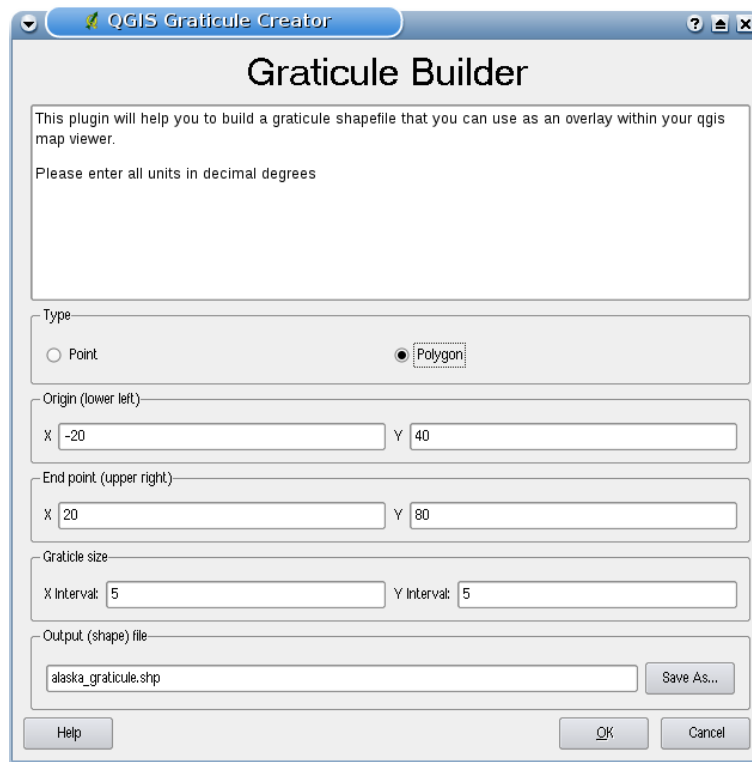 QGIS Graticule Creator
Graticule Builder
This plugin will help you to build a graticule shapefile that you can use as an overlay within your qgis
map viewer.
Please enter all units in decimal degrees
Type
Point
Polygon
Origin (lower left)
X -20
Y 40
End point (upper right)
X 20
Y 80
Graticle size
X Interval: 5
Y Interval: 5
Output (shape) file
alaska_graticule.shp
Save As...
Help
OK
Cancel